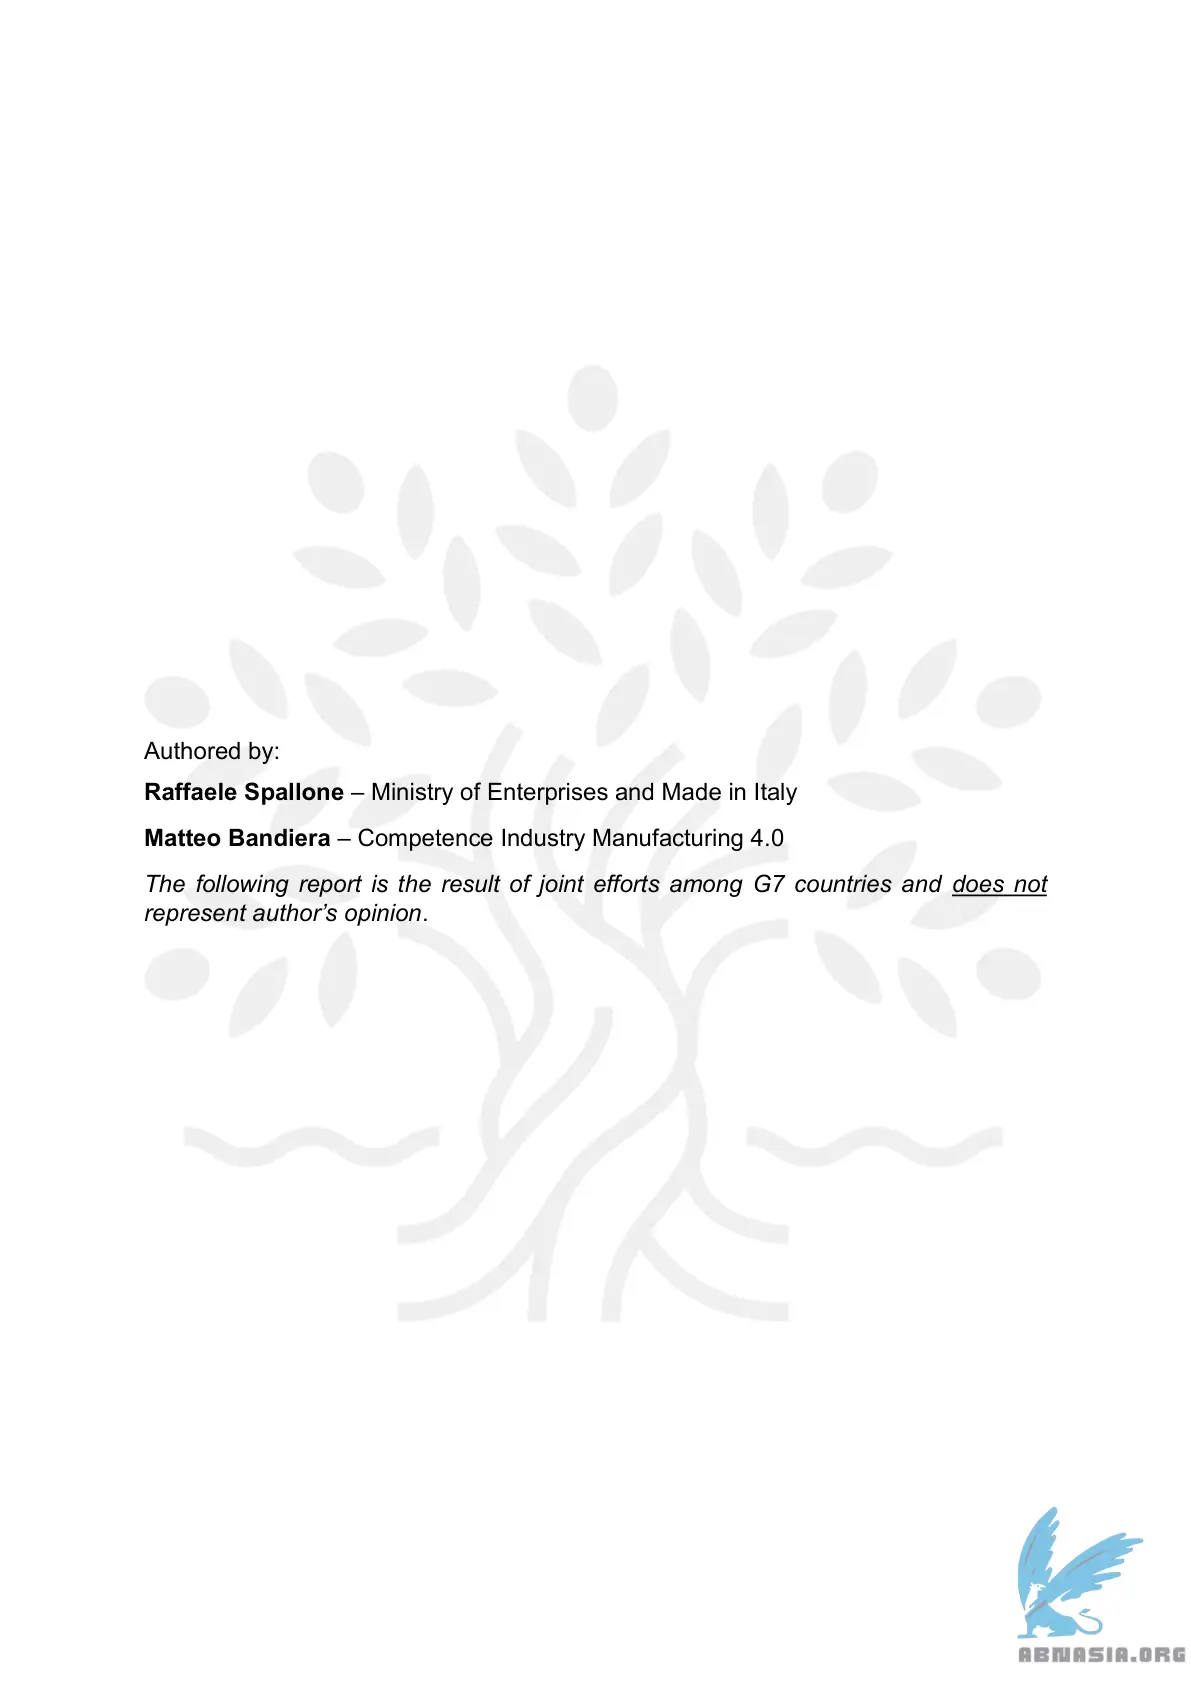 Authored by:
Raffaele Spallone – Ministry of Enterprises and Made in Italy
Matteo Bandiera – Competence Industry Manufacturing 4.0
The following report is the result of joint efforts among G7 countries and does not
represent author’s opinion.
ABNASIA.ORG